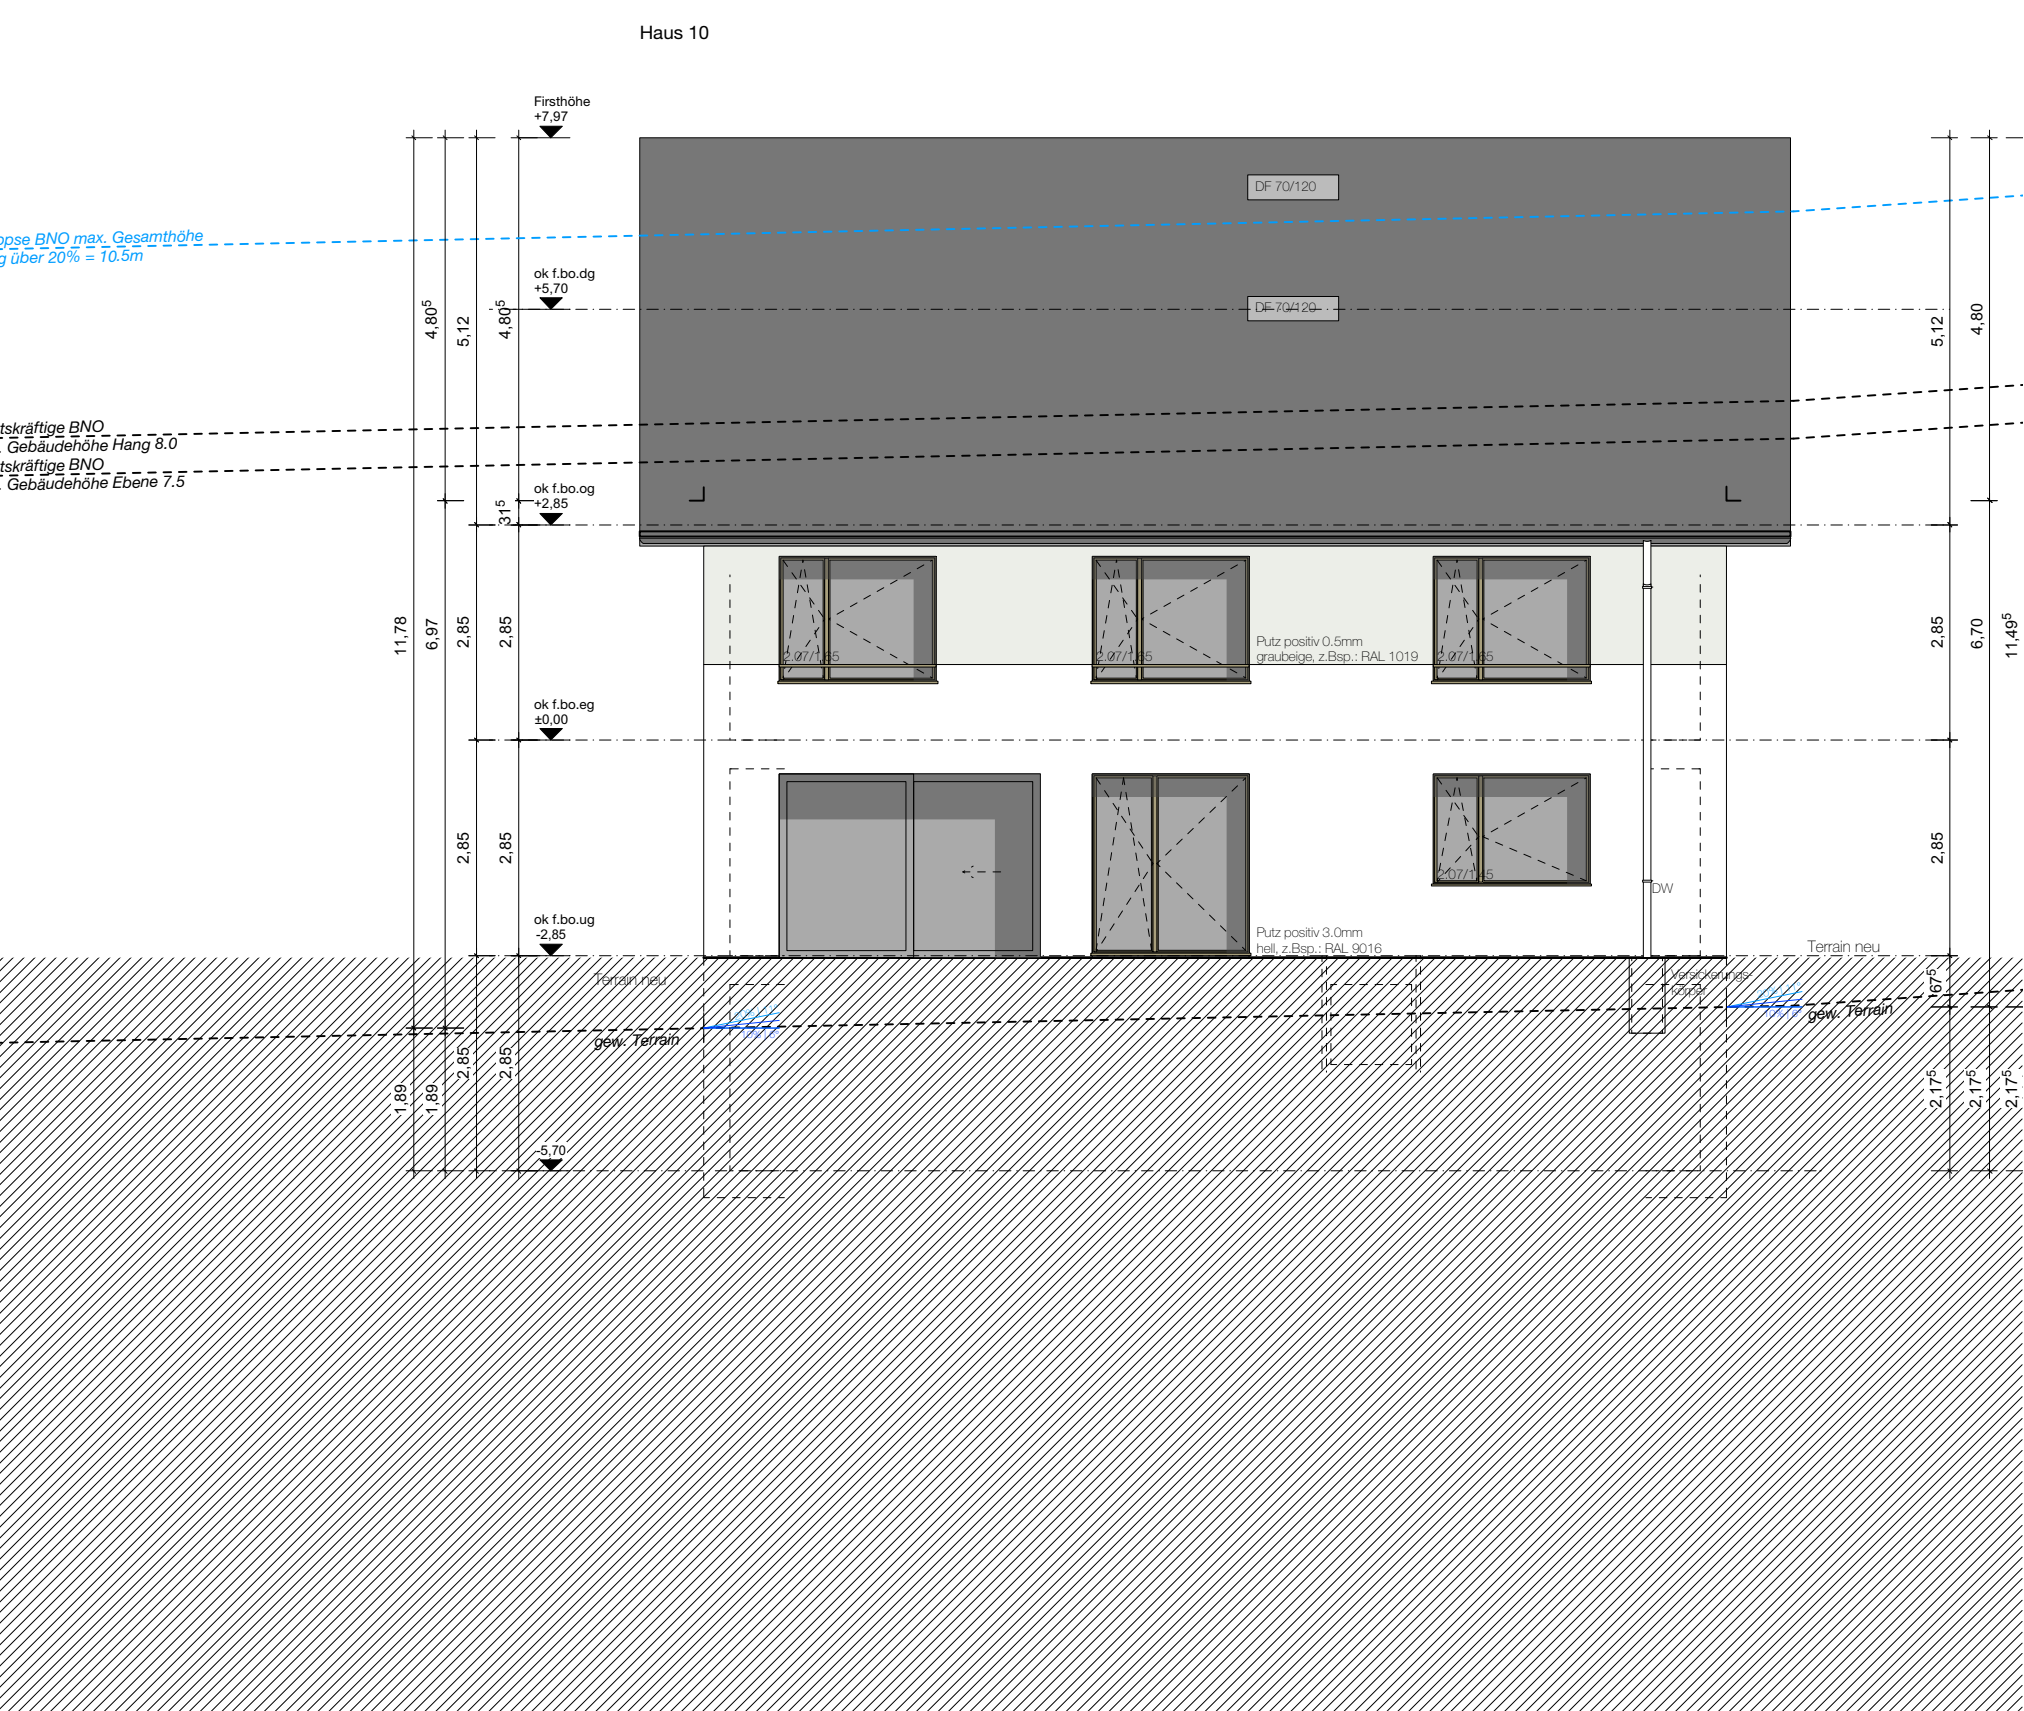 Haus 10
Firsthöhe
+7,97
DF 70/120
BNO max. Gesamthöhe
über 20% = 10.5m
ok f.bo.dg
+5,70
DF 70/120
4,80⁵
5,12
4,80⁵
5,12
4,80
BNO
Gebäudehöhe Hang 8.0
BNO
Gebäudehöhe Ebene 7.5
ok f.bo.og
+2,85
31⁵
11,78
6,97
2,85
2,85
2.07/1.65
2.07/1.65
Putz positiv 0.5mm
graubeige, z.Bsp.: RAL 1019
2.07/1.65
2,85
6,70
11,49⁵
ok f.bo.eg
±0,00
2,85
2,85
2.07/1.45
DW
2,85
ok f.bo.ug
-2,85
Putz positiv 3.0mm
hell, z.Bsp.: RAL 9016
Terrain neu
Terrain neu
Versickerungs-
körper
67⁵
gew. Terrain
gew. Terrain
1,89
1,89
2,85
2,85
2,17⁵
2,17⁵
2,17⁵
-5,70